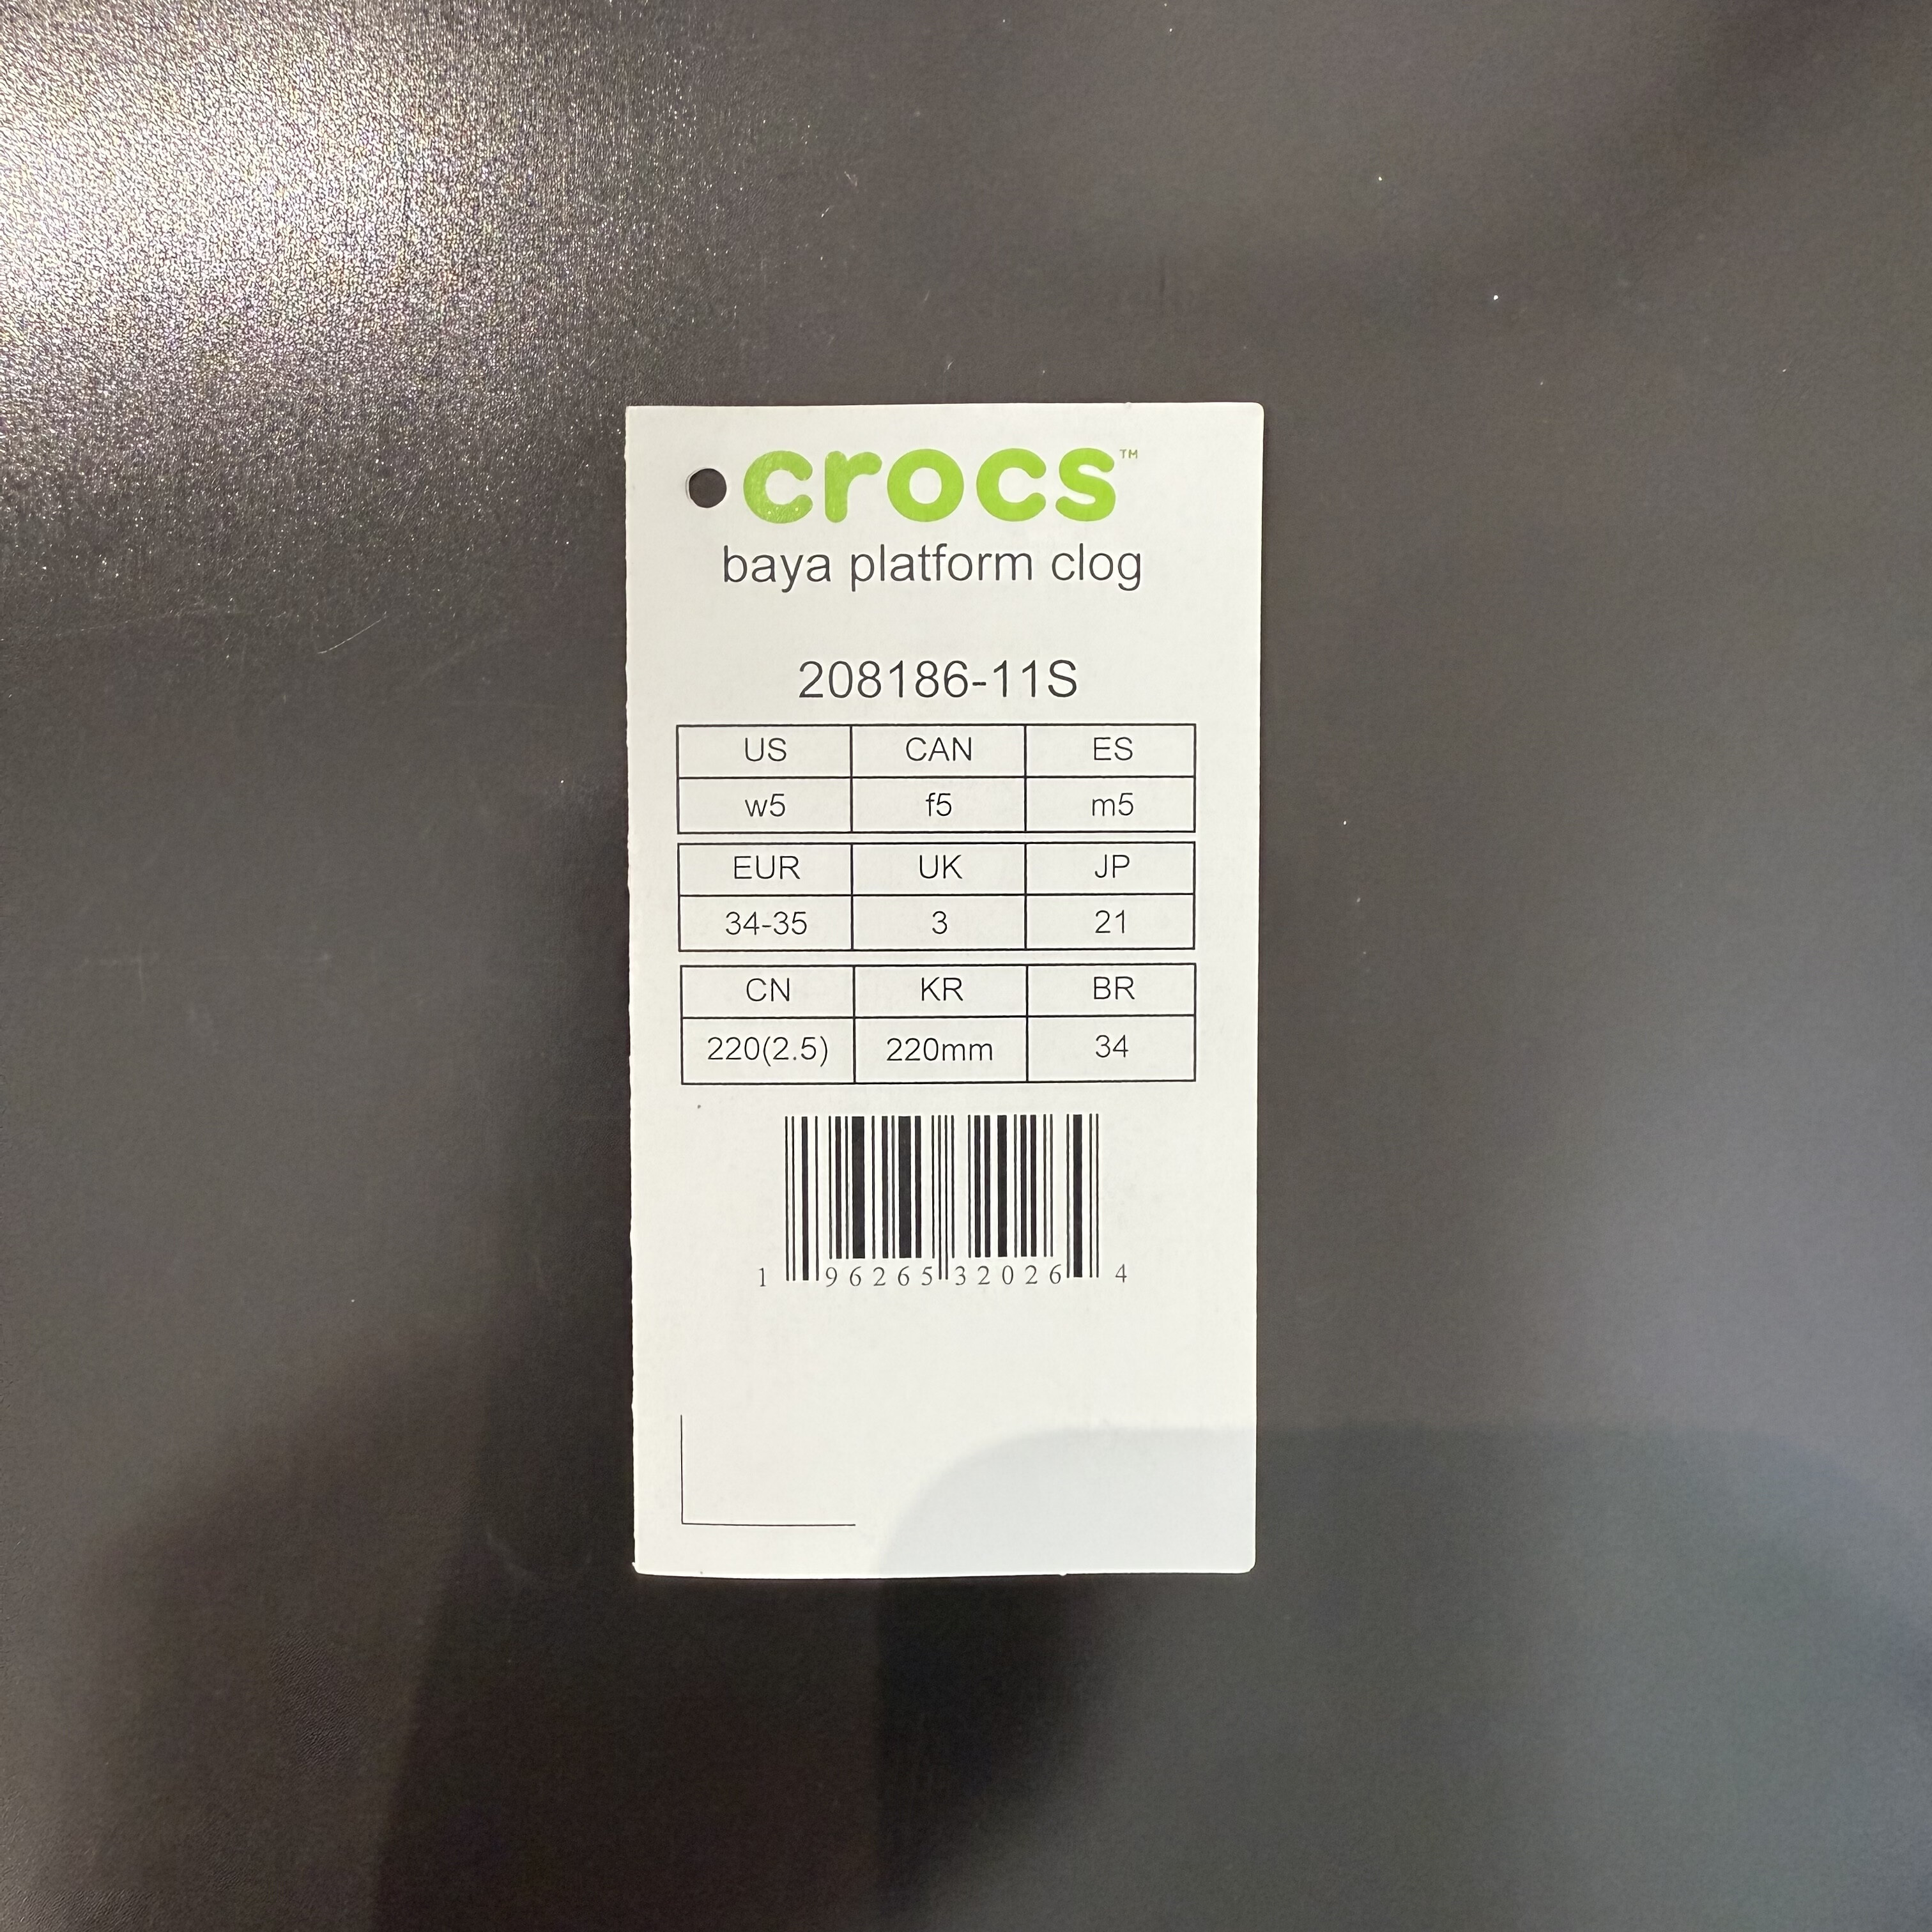 crocs™
baya platform clog
208186-11S
US CAN ES
w5 f5 m5
EUR UK JP
34-35 3 21
CN KR BR
220(2.5) 220mm 34
1 96265 32026 4